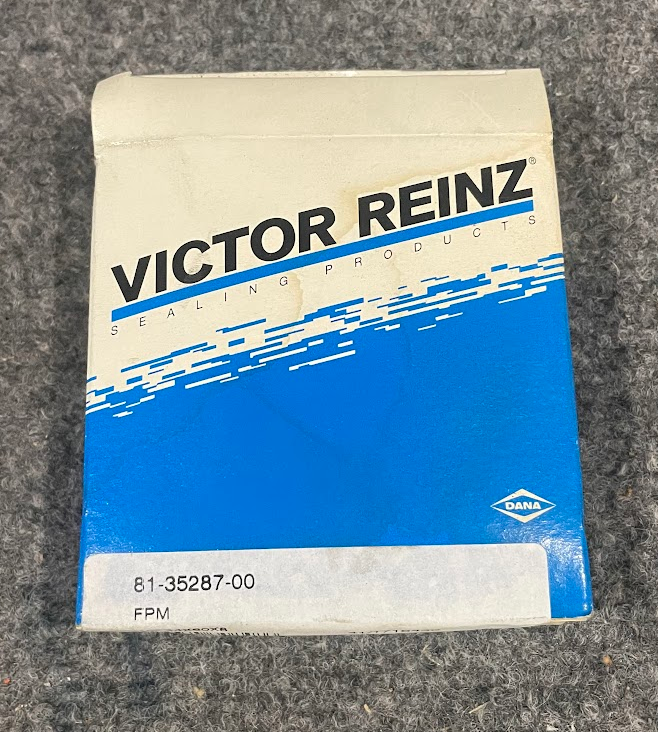 VICTOR REINZ®
SEALING PRODUCTS
DANA
81-35287-00
FPM